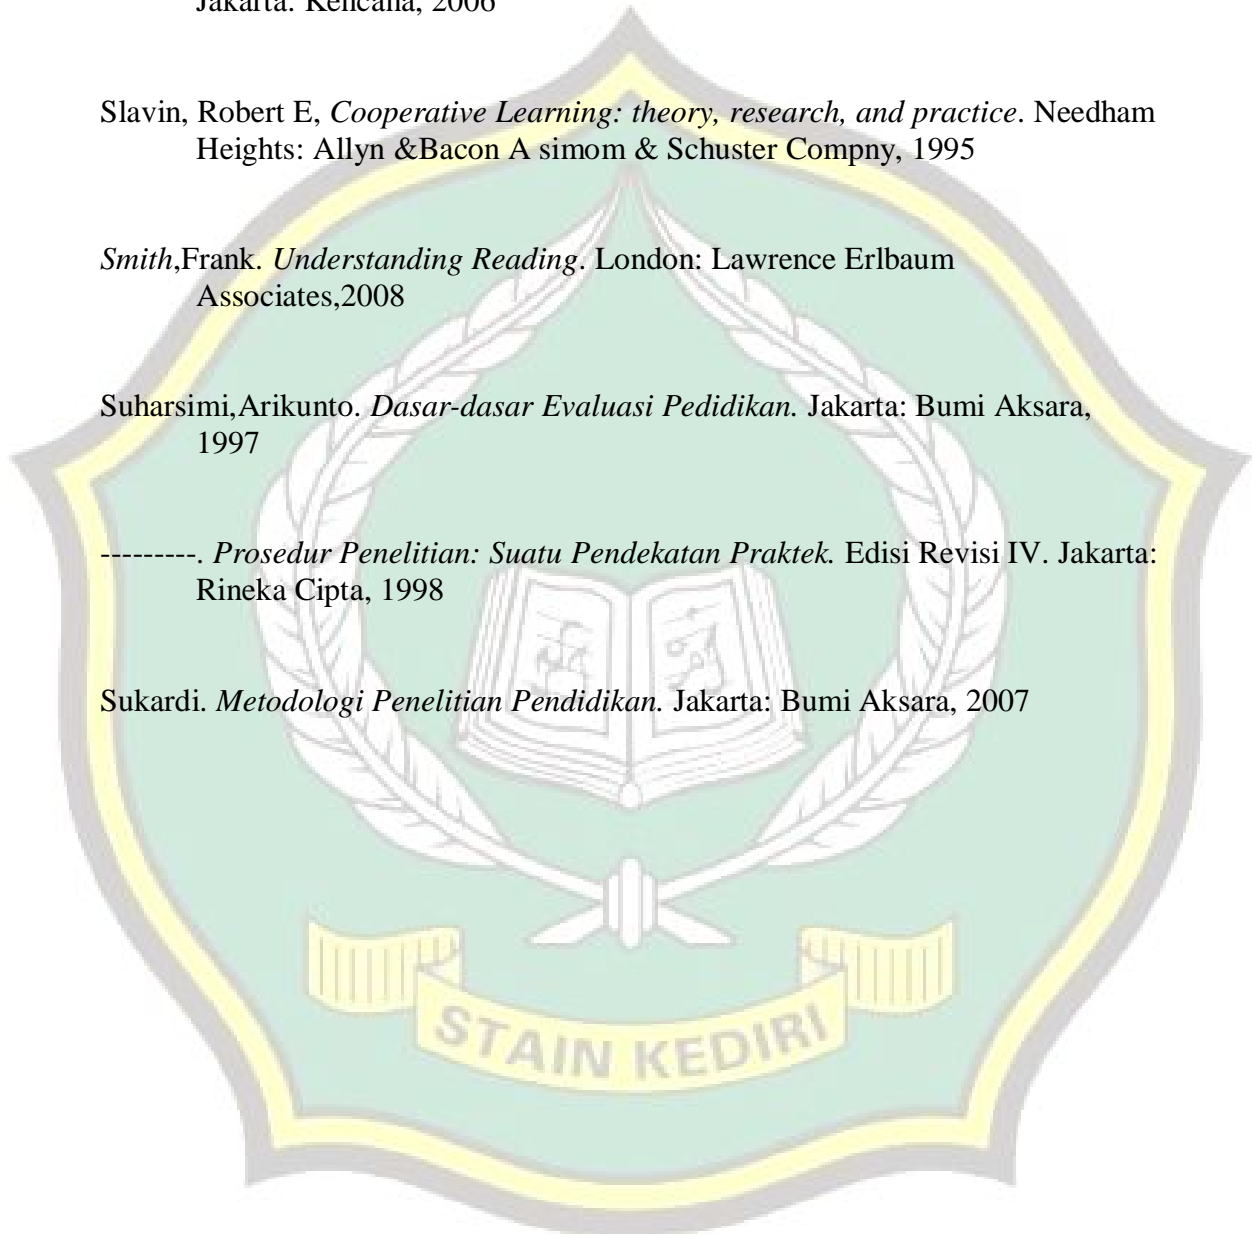 Jakarta: Kencana, 2006
Slavin, Robert E, Cooperative Learning: theory, research, and practice. Needham
Heights: Allyn &Bacon A simom & Schuster Compny, 1995
Smith,Frank. Understanding Reading. London: Lawrence Erlbaum
Associates,2008
Suharsimi,Arikunto. Dasar-dasar Evaluasi Pedidikan. Jakarta: Bumi Aksara,
1997
---------. Prosedur Penelitian: Suatu Pendekatan Praktek. Edisi Revisi IV. Jakarta:
Rineka Cipta, 1998
Sukardi. Metodologi Penelitian Pendidikan. Jakarta: Bumi Aksara, 2007
STAIN KEDIRI